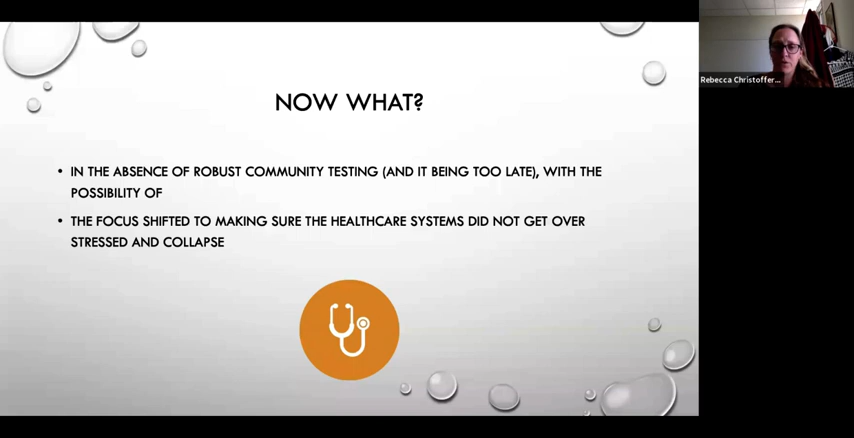 NOW WHAT?
• IN THE ABSENCE OF ROBUST COMMUNITY TESTING (AND IT BEING TOO LATE), WITH THE
POSSIBILITY OF
• THE FOCUS SHIFTED TO MAKING SURE THE HEALTHCARE SYSTEMS DID NOT GET OVER
STRESSED AND COLLAPSE
Rebecca Christoffer...